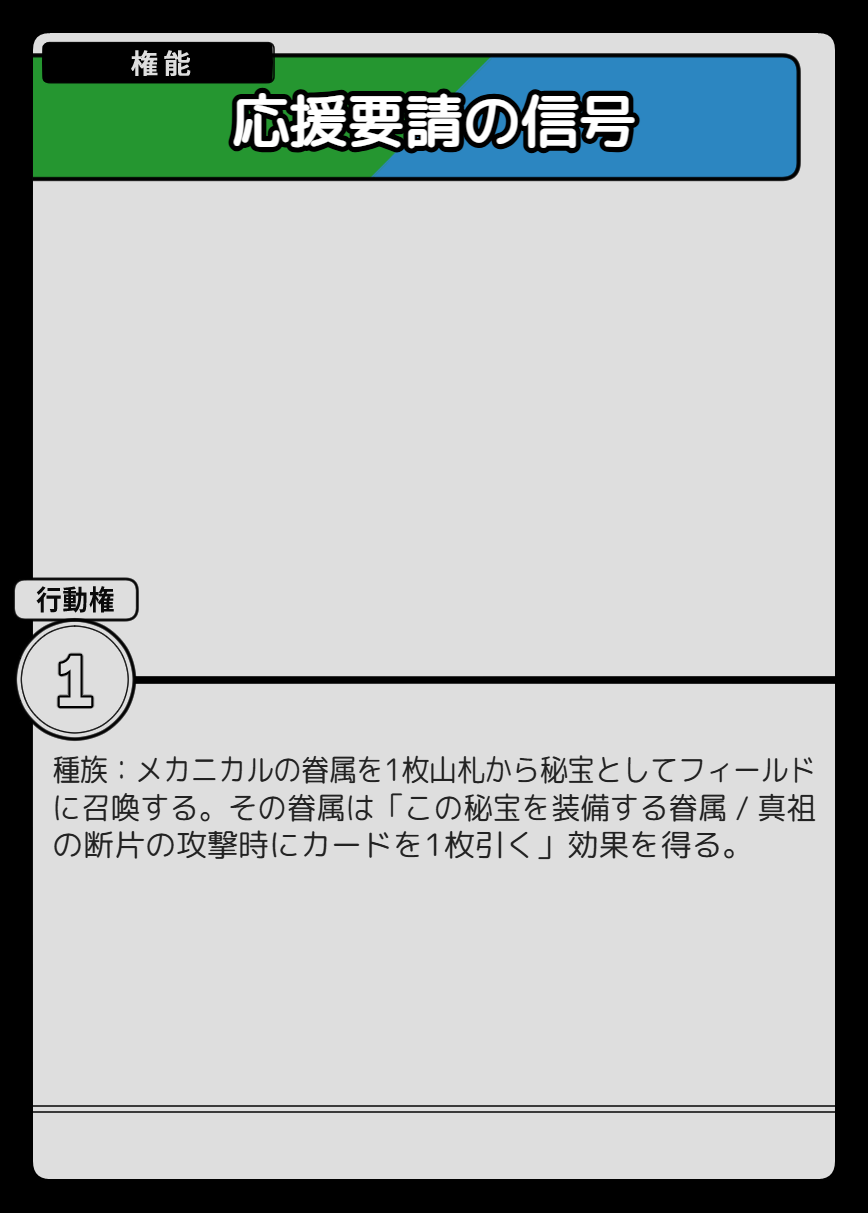 権能
応援要請の信号
行動権
1
種族：メカニカルの眷属を1枚山札から秘宝としてフィールド
に召喚する。その眷属は「この秘宝を装備する眷属 / 真祖
の断片の攻撃時にカードを1枚引く」効果を得る。